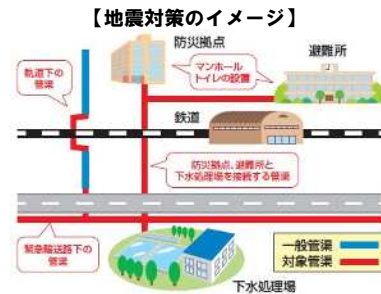 【地震対策のイメージ】
防災拠点
避難所
軌道下の
管渠
マンホール
トイレの設置
鉄道
防災拠点、避難所と
下水処理場を接続する管渠
緊急輸送路下の
管渠
一般管渠
対象管渠
下水処理場